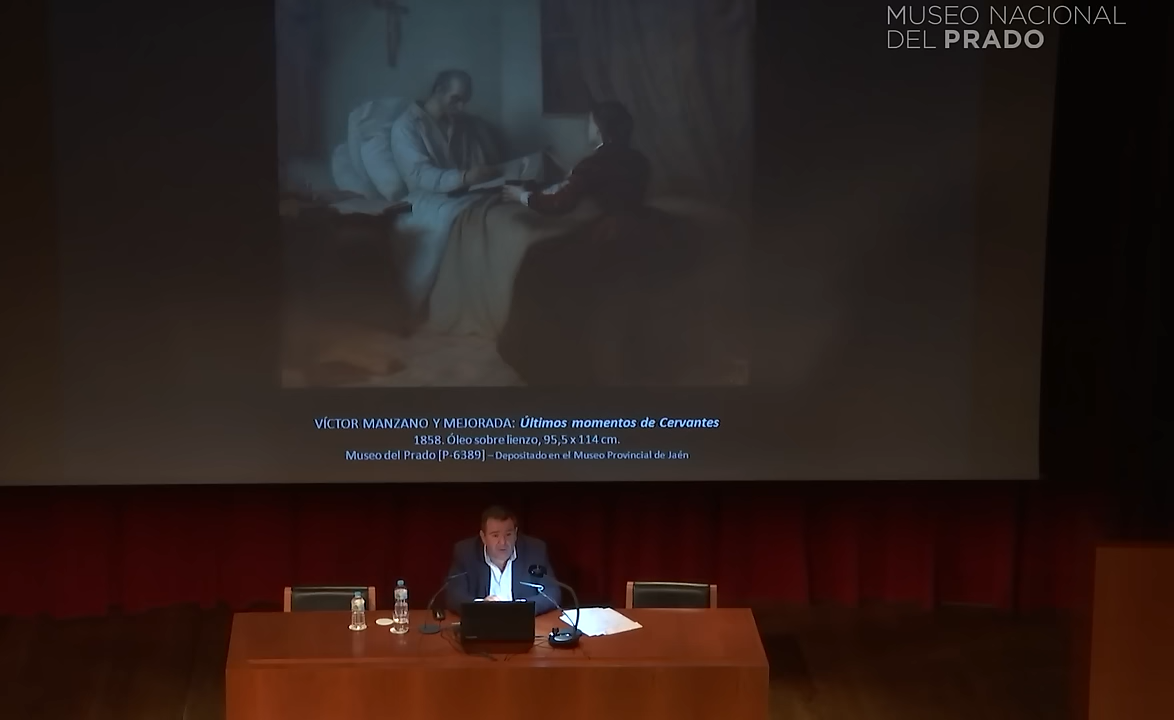 MUSEO NACIONAL
DEL PRADO
VÍCTOR MANZANO Y MEJORADA: Últimos momentos de Cervantes
1858. Óleo sobre lienzo, 95,5 x 114 cm.
Museo del Prado [P-6389] – Depositado en el Museo Provincial de Jaén